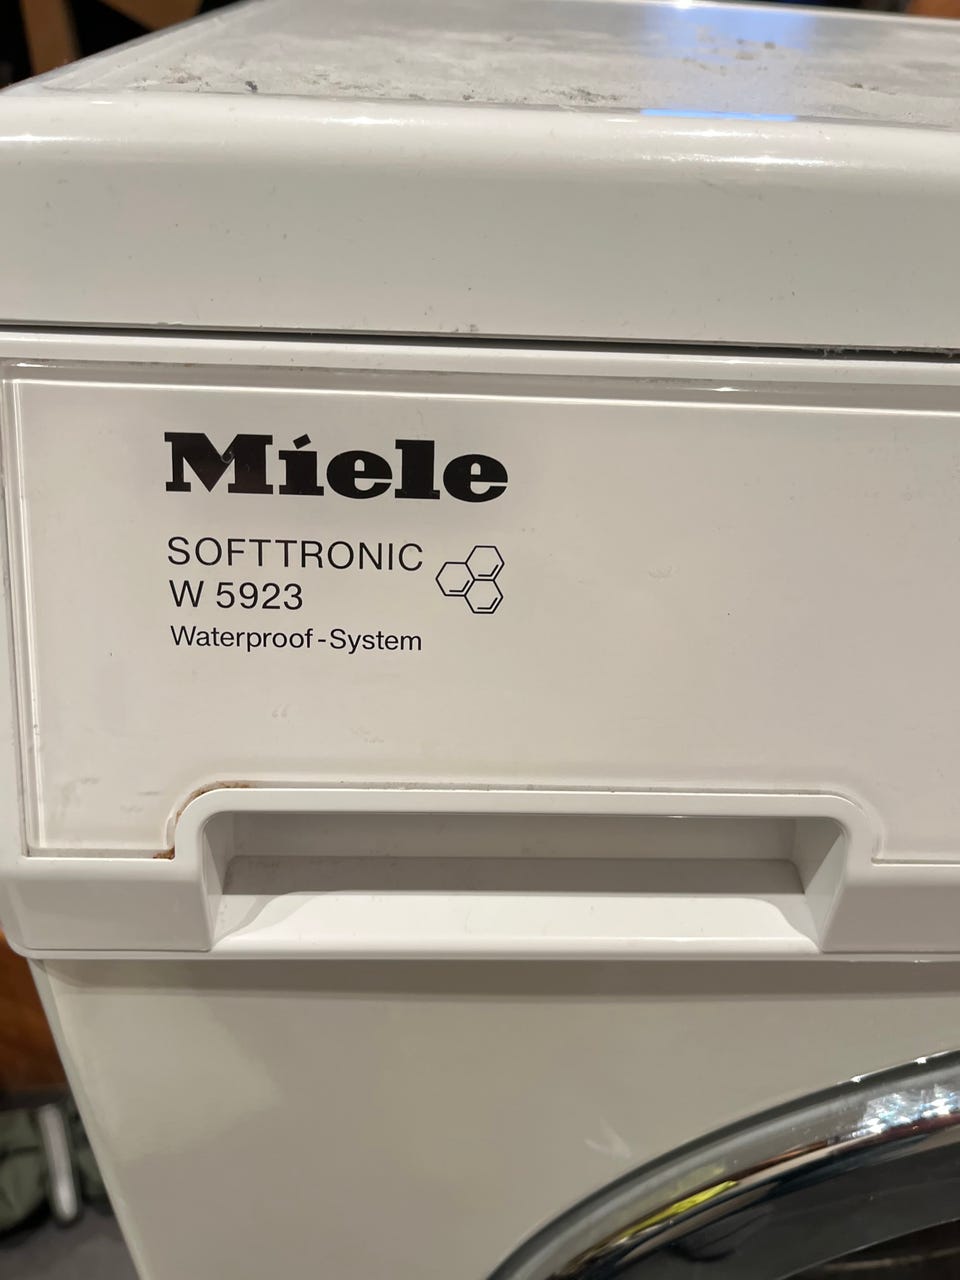 Miele
SOFTTRONIC
W 5923
Waterproof-System